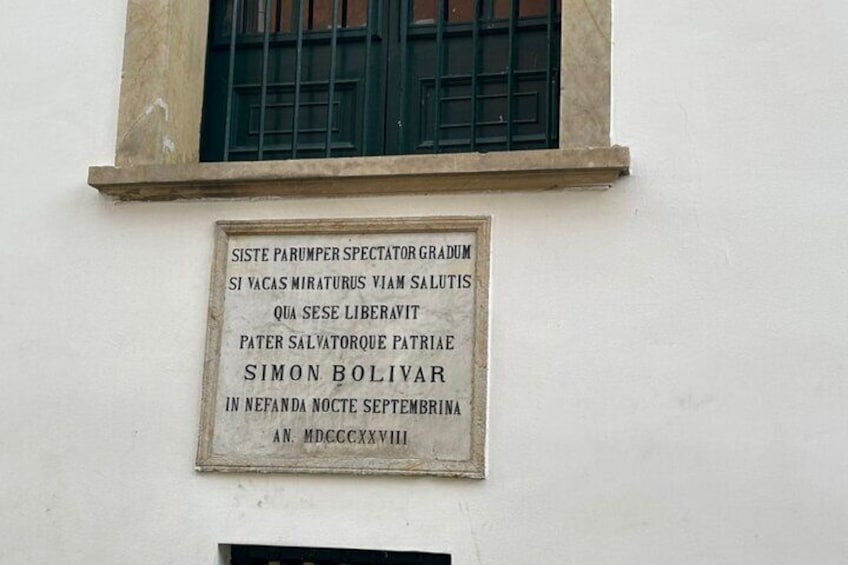 SISTE PARUMPER SPECTATOR GRADUM
SI VACAS MIRATURUS VIAM SALUTIS
QUA SESE LIBERAVIT
PATER SALVATORQUE PATRIAE
SIMON BOLIVAR
IN NEFANDA NOCTE SEPTEMBRINA
AN. MDCCCXXVIII